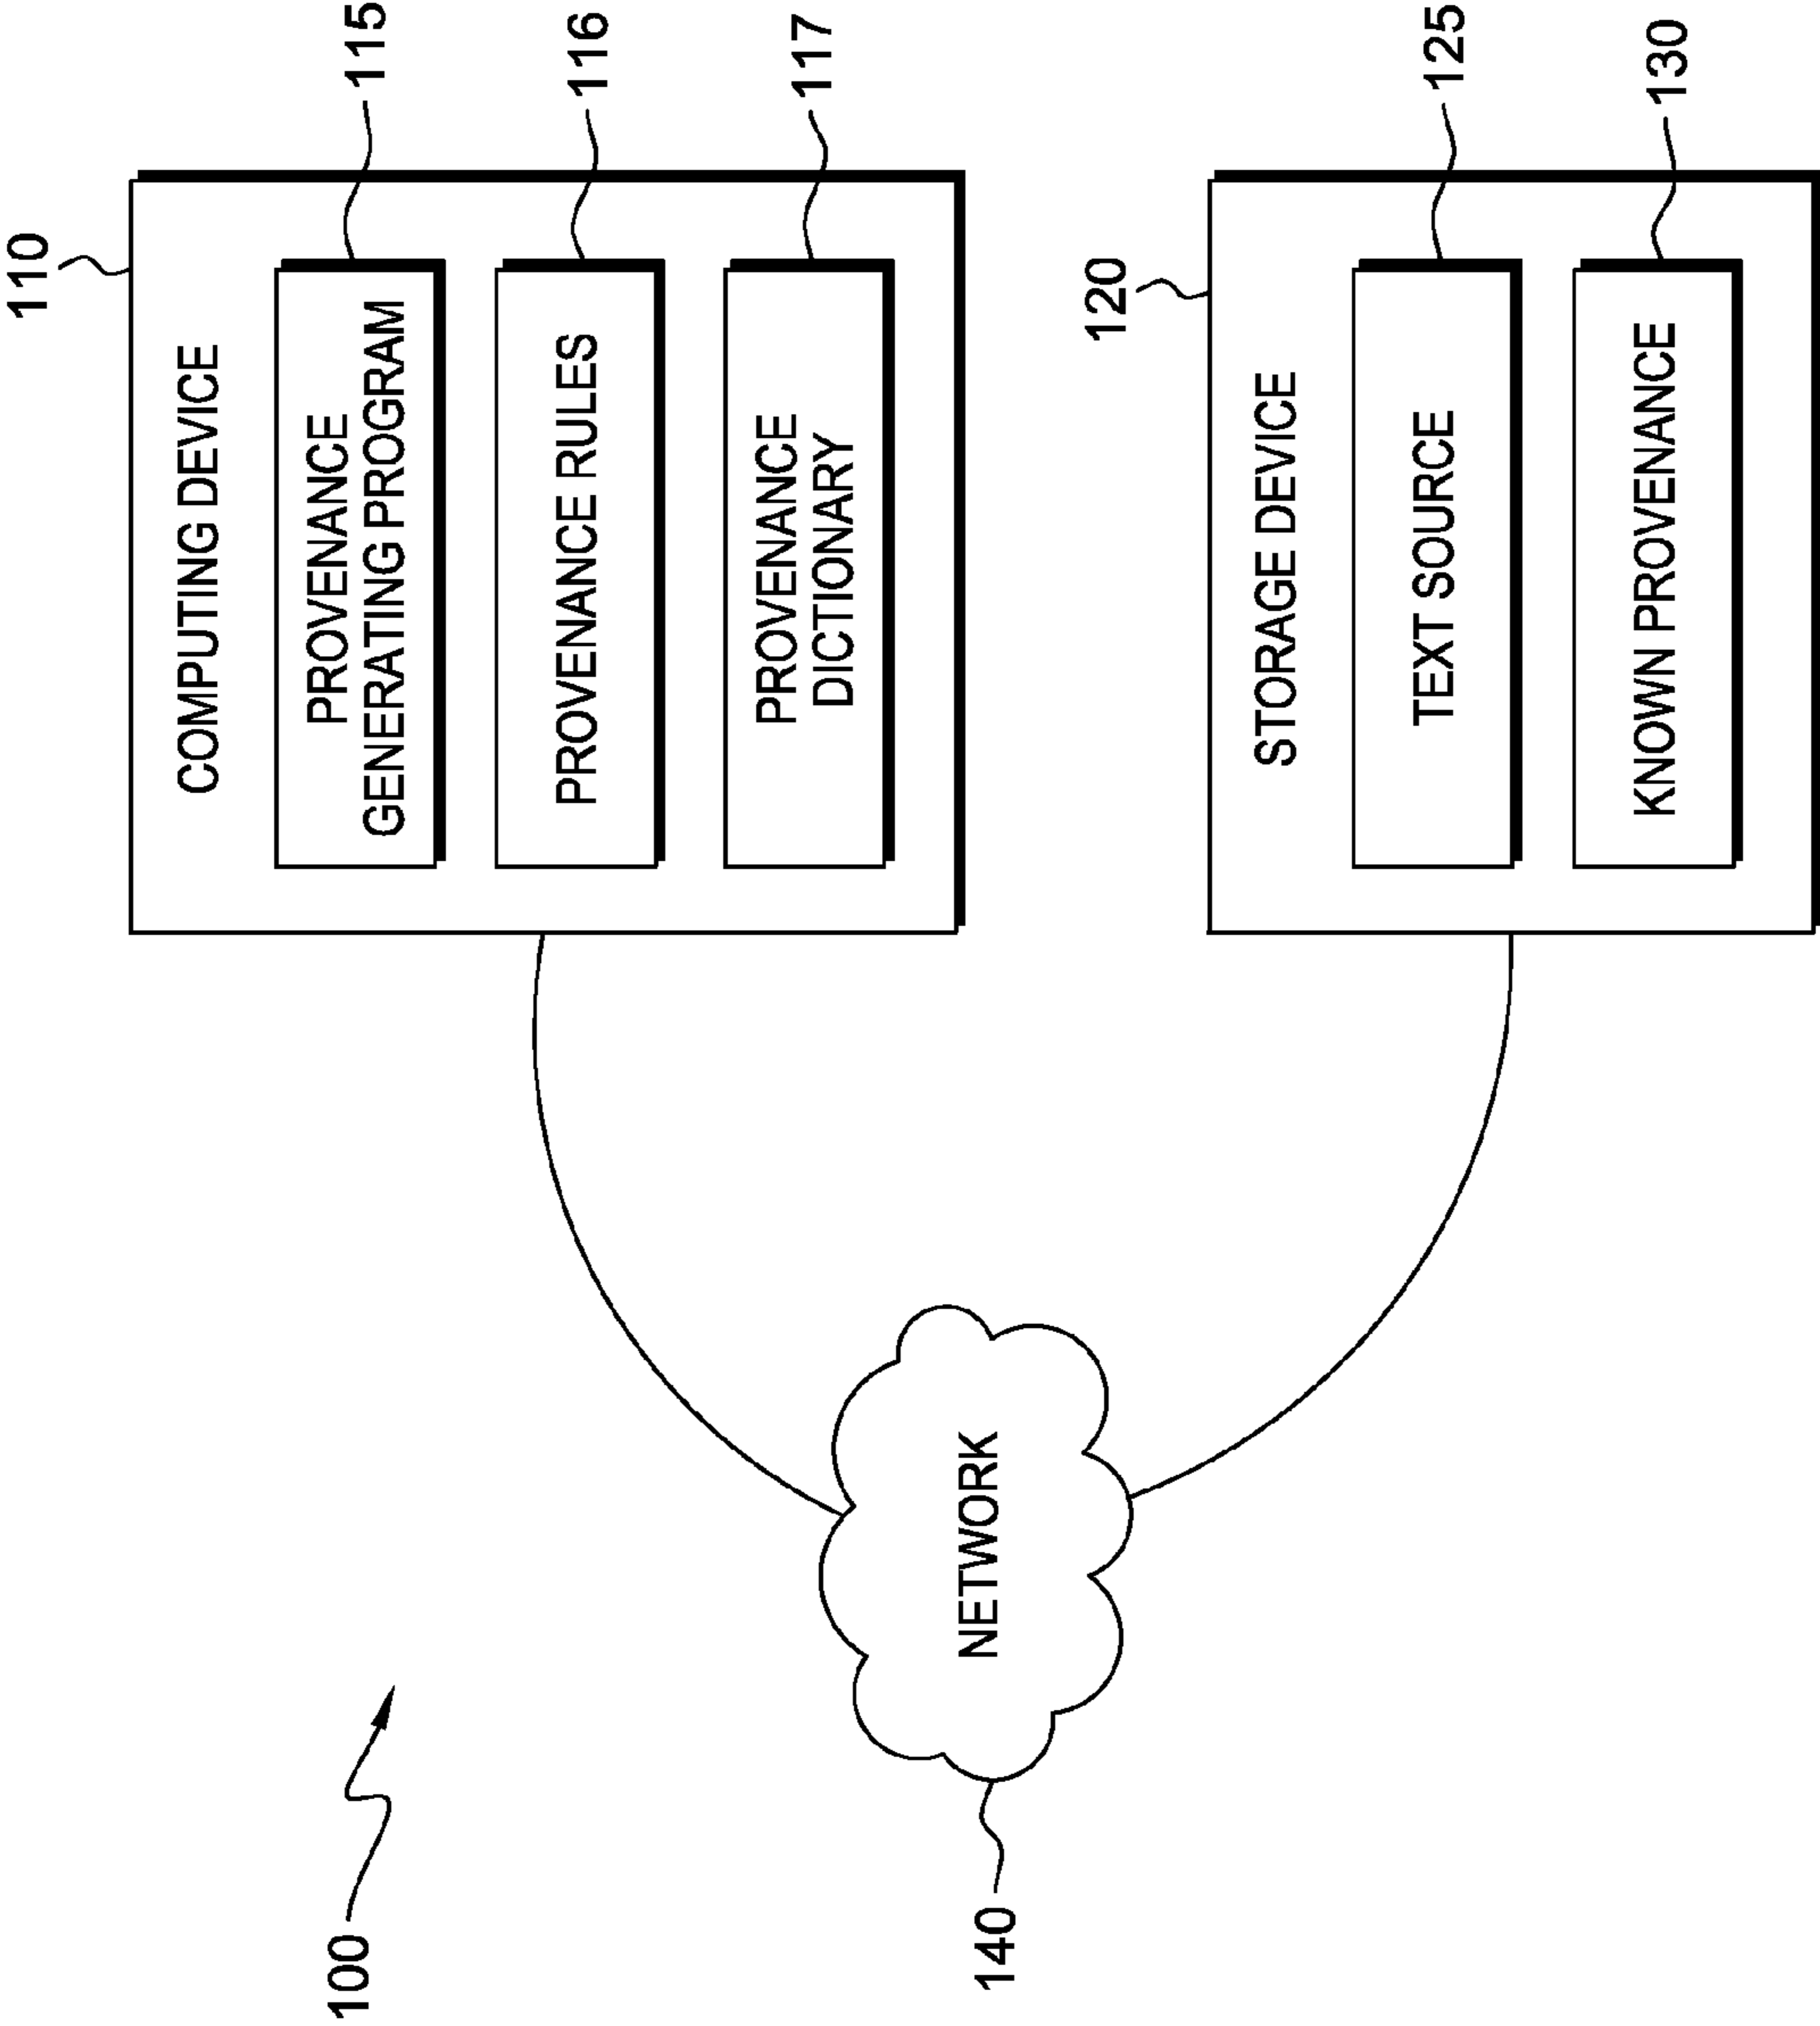 100
110
COMPUTING DEVICE
PROVENANCE
GENERATING PROGRAM
115
PROVENANCE RULES
116
PROVENANCE
DICTIONARY
117
NETWORK
140
120
STORAGE DEVICE
TEXT SOURCE
125
KNOWN PROVENANCE
130